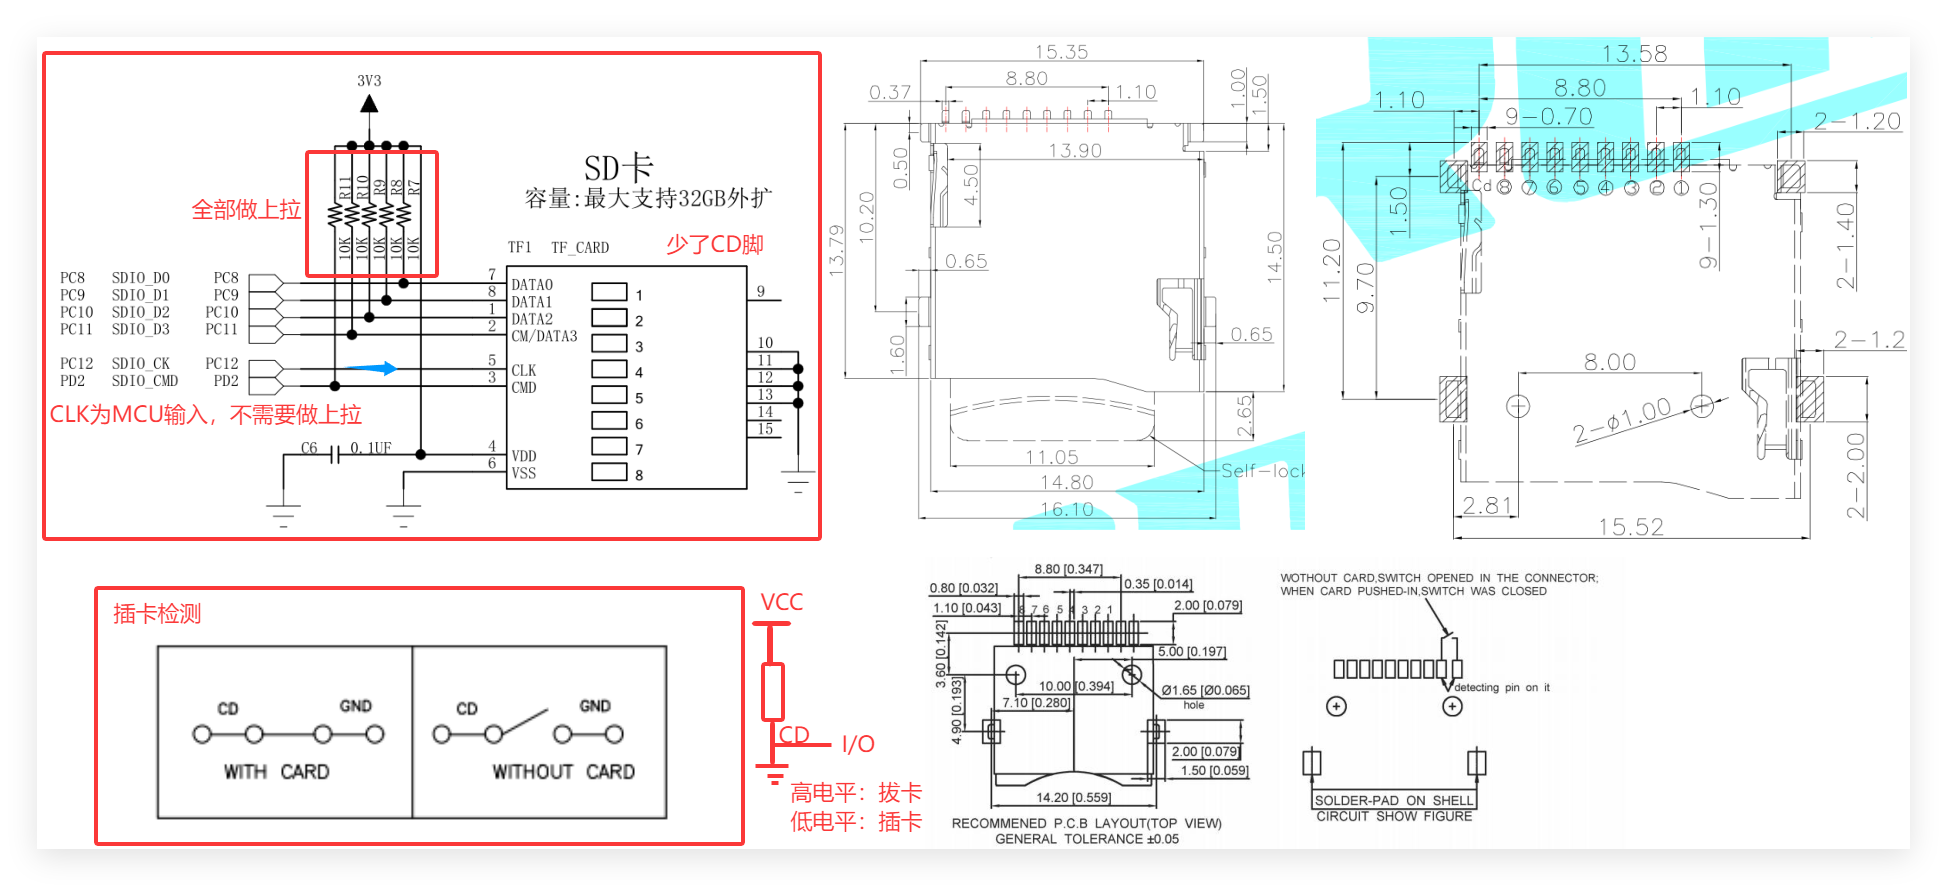 3V3
R11
R10
R9
R8
R7
10K
10K
10K
10K
10K
全部做上拉
SD卡
容量:最大支持32GB外扩
TF1 TF_CARD
少了CD脚
PC8 SDIO_D0 PC8 7 DATA0
PC9 SDIO_D1 PC9 8 DATA1
PC10 SDIO_D2 PC10 1 DATA2
PC11 SDIO_D3 PC11 2 CM/DATA3
PC12 SDIO_CK PC12 5 CLK
PD2 SDIO_CMD PD2 3 CMD
CLK为MCU输入，不需要做上拉
C6 0.1UF 4 VDD
6 VSS
1
2
3
4
5
6
7
8
9
10
11
12
13
14
15
15.35
8.80
0.37
1.10
1.00
1.50
0.50
13.90
4.50
10.20
13.79
14.50
0.65
0.65
1.60
2.65
11.05
Self-lock
14.80
16.10
13.58
8.80
1.10
1.10
9-0.70
2-1.20
Cd ⑧ ⑦ ⑥ ⑤ ④ ③ ② ①
1.50
9-1.30
2-1.40
11.20
9.70
2-1.2
8.00
2-ø1.00
2-2.00
2.81
15.52
插卡检测
CD GND
WITH CARD
CD GND
WITHOUT CARD
VCC
CD
I/O
高电平：拔卡
低电平：插卡
8.80 [0.347]
0.80 [0.032]
0.35 [0.014]
1.10 [0.043]
8 7 6 5 4 3 2 1
2.00 [0.079]
3.60 [0.142]
5.00 [0.197]
10.00 [0.394]
Ø1.65 [Ø0.065]
hole
7.10 [0.280]
4.90 [0.193]
2.00 [0.079]
1.50 [0.059]
14.20 [0.559]
RECOMMENED P.C.B LAYOUT(TOP VIEW)
GENERAL TOLERANCE ±0.05
WOTHOUT CARD,SWITCH OPENED IN THE CONNECTOR;
WHEN CARD PUSHED-IN,SWITCH WAS CLOSED
detecting pin on it
SOLDER-PAD ON SHELL
CIRCUIT SHOW FIGURE